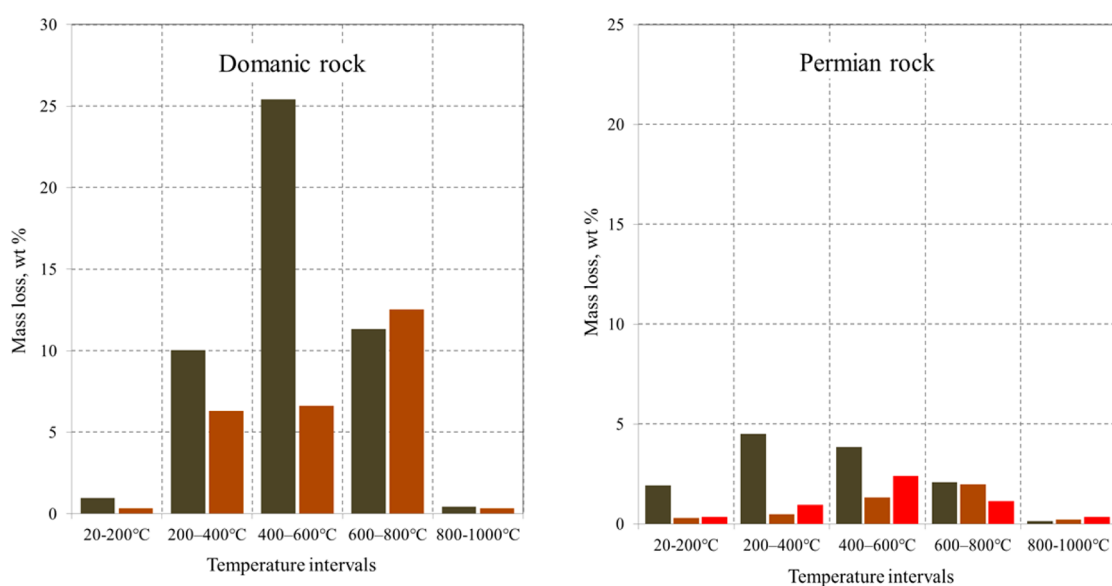 Domanic rock
Mass loss, wt %
30
25
20
15
10
5
0
20-200°C 200–400°C 400–600°C 600–800°C 800-1000°C
Temperature intervals
Permian rock
Mass loss, wt %
25
20
15
10
5
0
20-200°C 200–400°C 400–600°C 600–800°C 800-1000°C
Temperature intervals